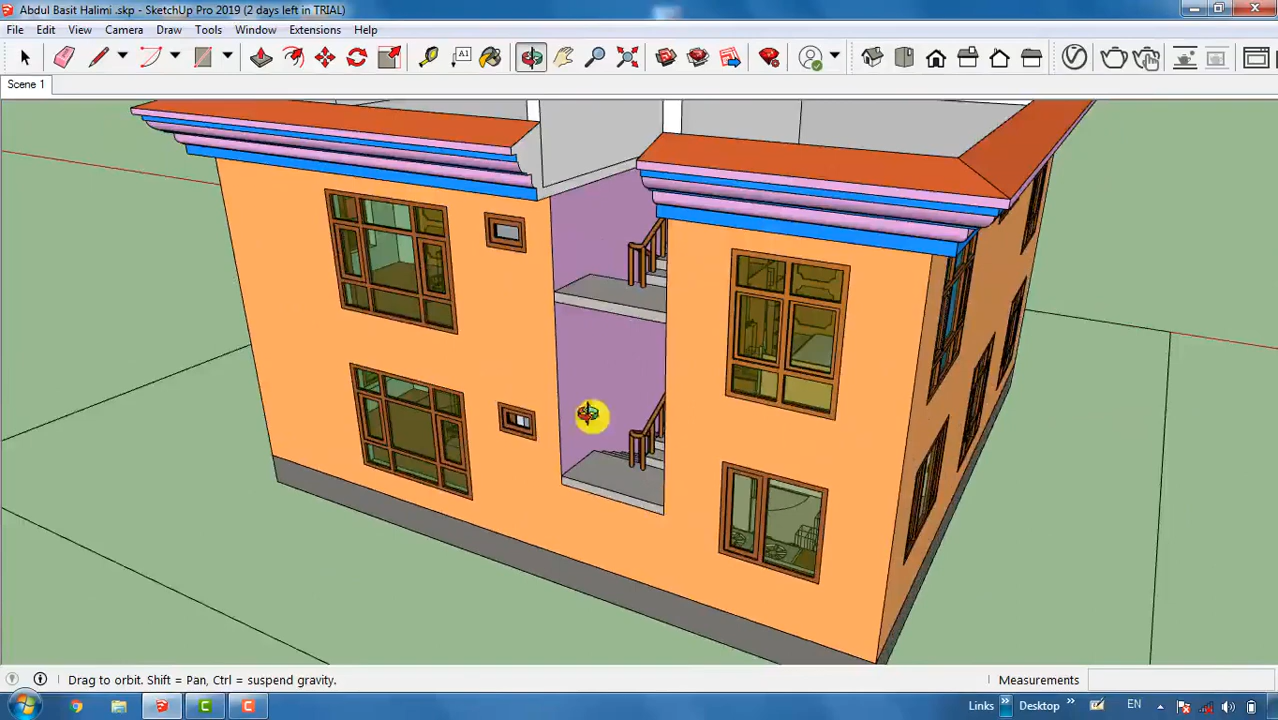 Abdul Basit Halimi .skp - SketchUp Pro 2019 (2 days left in TRIAL)
File Edit View Camera Draw Tools Window Extensions Help
A1
Scene 1
Drag to orbit. Shift = Pan, Ctrl = suspend gravity.
Measurements
Links » Desktop » EN